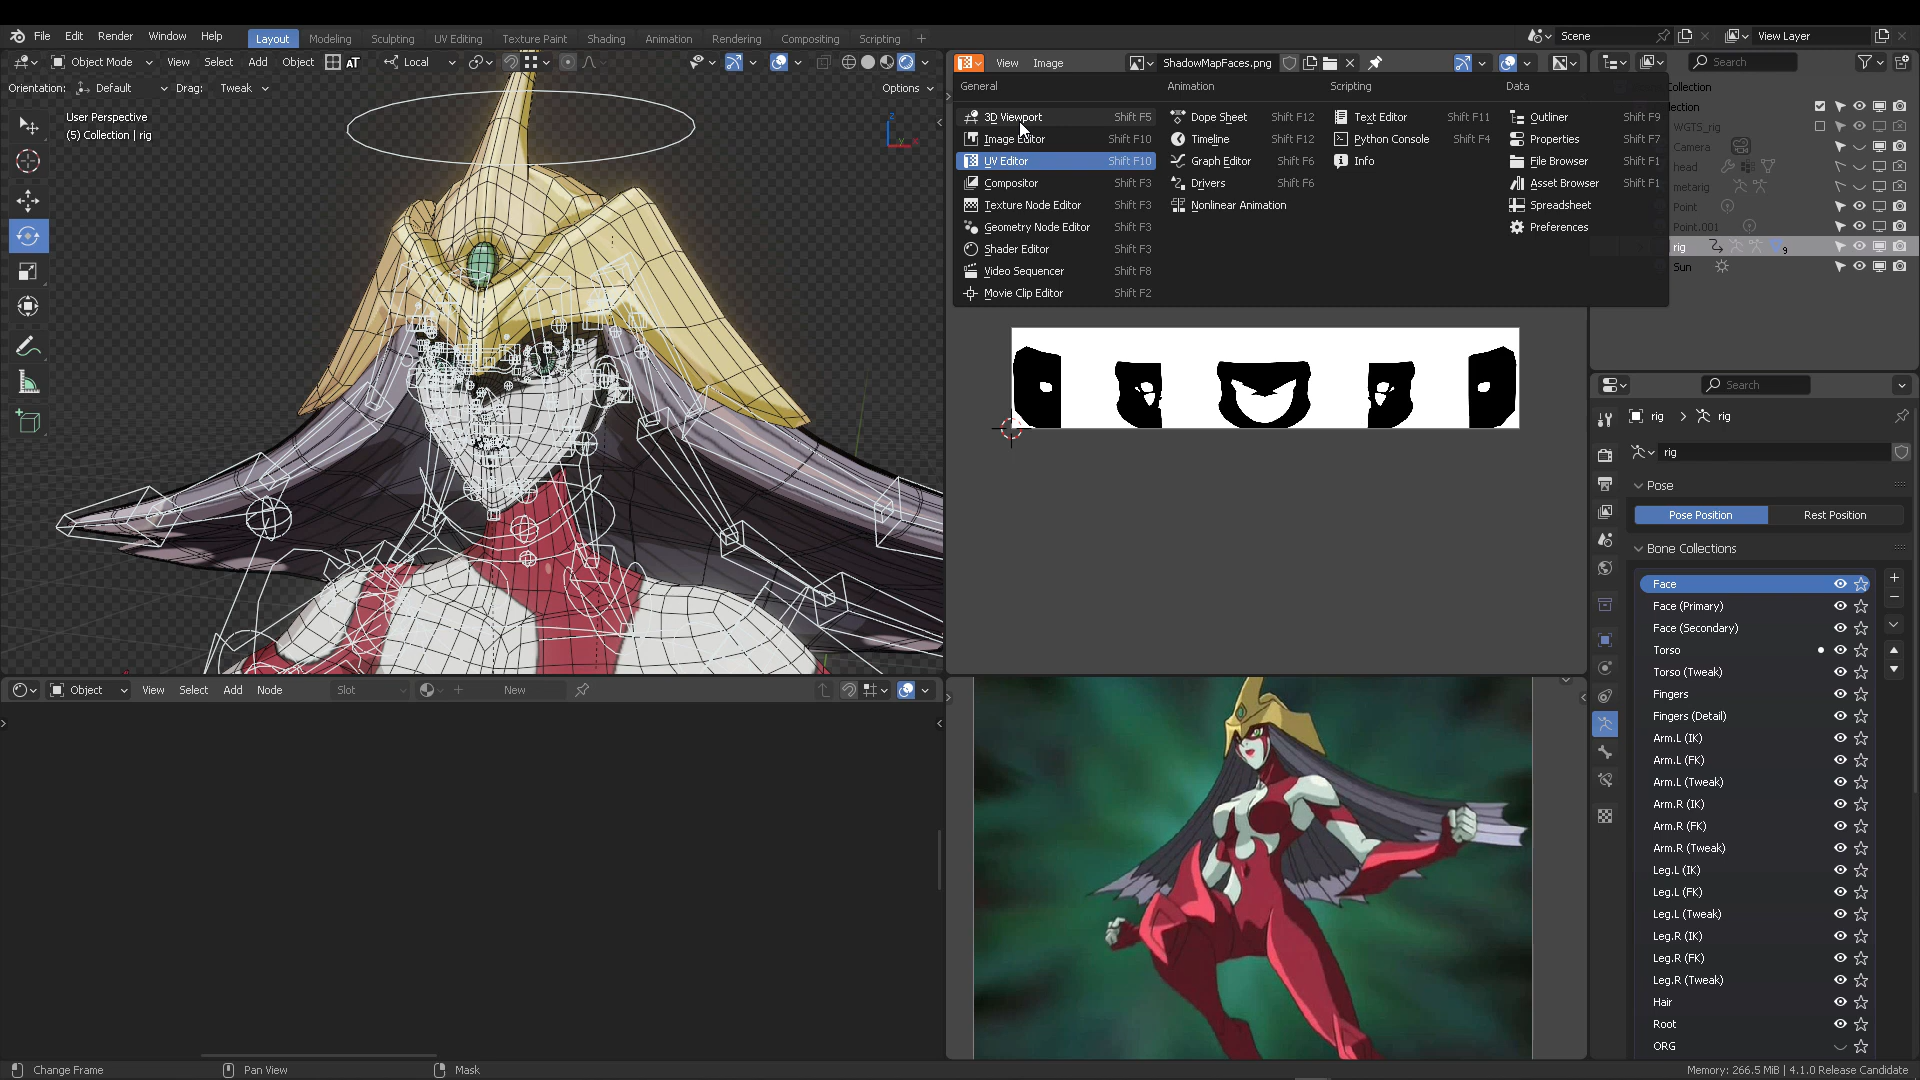 File Edit Render Window Help Layout Modeling Sculpting UV Editing Texture Paint Shading Animation Rendering Compositing Scripting + Scene View Layer
Object Mode View Select Add Object AT Local
View Image ShadowMapFaces.png Search
Orientation: Default Drag: Tweak Options
User Perspective
(5) Collection | rig
General
3D Viewport Shift F5
Image Editor Shift F10
UV Editor Shift F10
Compositor Shift F3
Texture Node Editor Shift F3
Geometry Node Editor Shift F3
Shader Editor Shift F3
Video Sequencer Shift F8
Movie Clip Editor Shift F2
Animation
Dope Sheet Shift F12
Timeline Shift F12
Graph Editor Shift F6
Drivers Shift F6
Nonlinear Animation
Scripting
Text Editor Shift F11
Python Console Shift F4
Info
Data
Outliner Shift F9
Properties Shift F7
File Browser Shift F1
Asset Browser Shift F1
Spreadsheet
Preferences
Collection
ection
WGTS_rig
Camera
head
metarig
Point
Point.001
rig 9
Sun
Search
rig > rig
rig
Pose
Pose Position Rest Position
Bone Collections
Face
Face (Primary)
Face (Secondary)
Torso
Torso (Tweak)
Fingers
Fingers (Detail)
Arm.L (IK)
Arm.L (FK)
Arm.L (Tweak)
Arm.R (IK)
Arm.R (FK)
Arm.R (Tweak)
Leg.L (IK)
Leg.L (FK)
Leg.L (Tweak)
Leg.R (IK)
Leg.R (FK)
Leg.R (Tweak)
Hair
Root
ORG
Object View Select Add Node Slot New
Change Frame Pan View Mask
Memory: 266.5 MiB | 4.1.0 Release Candidate